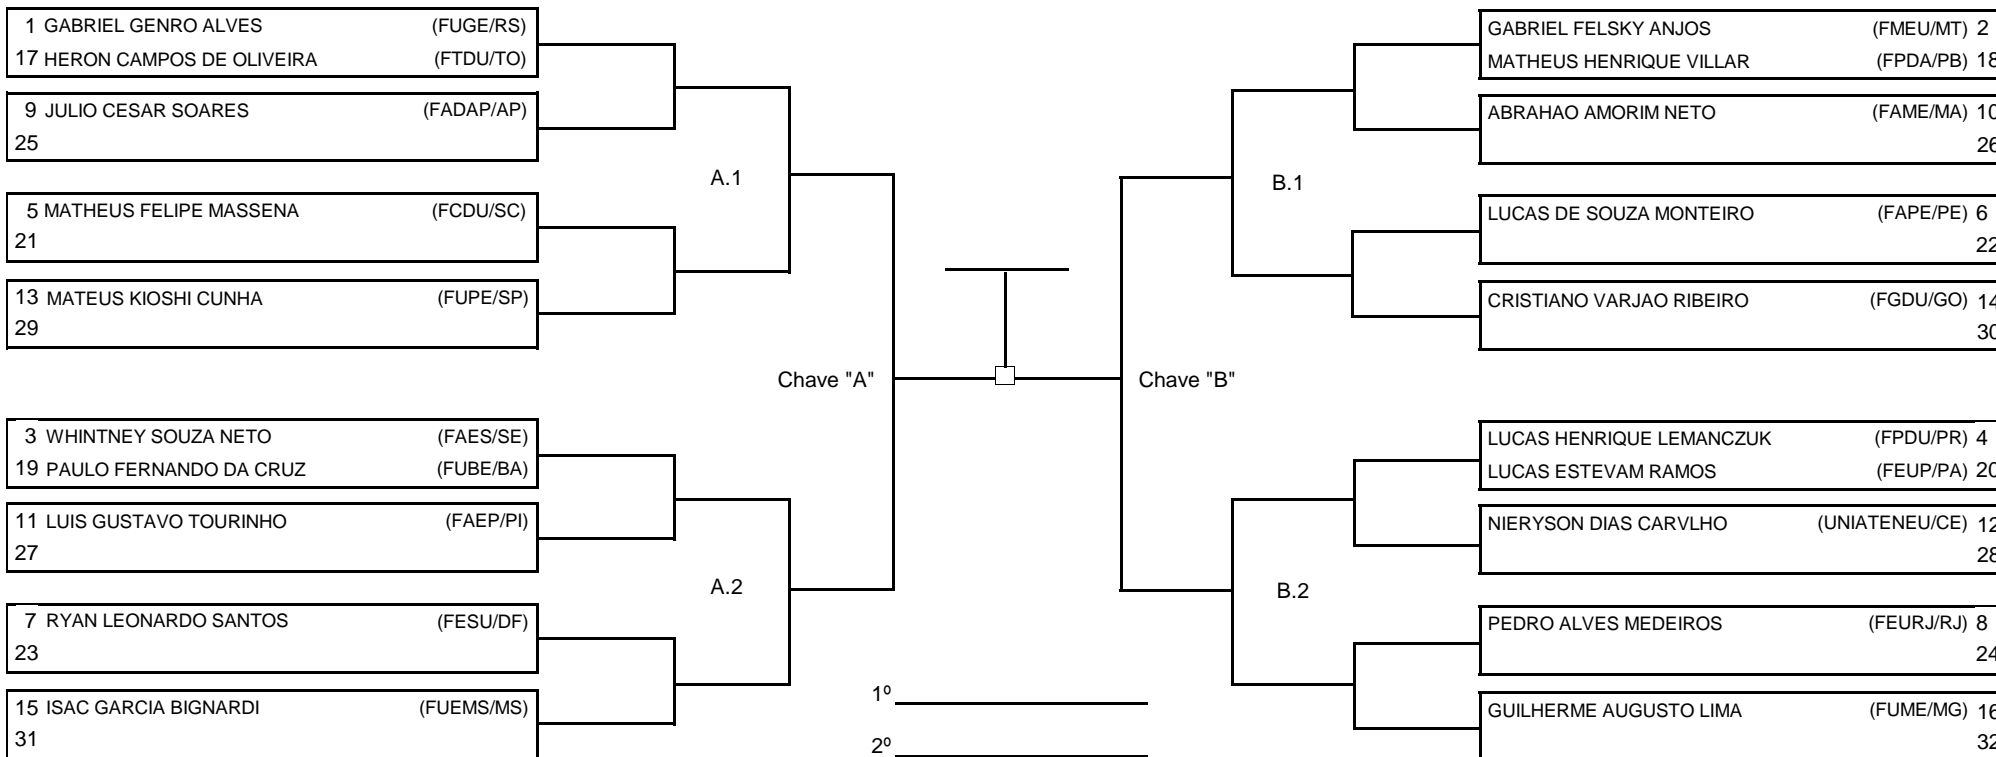 1 GABRIEL GENRO ALVES (FUGE/RS)
17 HERON CAMPOS DE OLIVEIRA (FTDU/TO)
9 JULIO CESAR SOARES (FADAP/AP)
25
A.1
5 MATHEUS FELIPE MASSENA (FCDU/SC)
21
13 MATEUS KIOSHI CUNHA (FUPE/SP)
29
Chave "A"
3 WHINTNEY SOUZA NETO (FAES/SE)
19 PAULO FERNANDO DA CRUZ (FUBE/BA)
11 LUIS GUSTAVO TOURINHO (FAEP/PI)
27
A.2
7 RYAN LEONARDO SANTOS (FESU/DF)
23
15 ISAC GARCIA BIGNARDI (FUEMS/MS)
31
1º
2º
GABRIEL FELSKY ANJOS (FMEU/MT) 2
MATHEUS HENRIQUE VILLAR (FPDA/PB) 18
ABRAHAO AMORIM NETO (FAME/MA) 10
26
B.1
LUCAS DE SOUZA MONTEIRO (FAPE/PE) 6
22
CRISTIANO VARJAO RIBEIRO (FGDU/GO) 14
30
Chave "B"
LUCAS HENRIQUE LEMANCZUK (FPDU/PR) 4
LUCAS ESTEVAM RAMOS (FEUP/PA) 20
NIERYSON DIAS CARVLHO (UNIATENEU/CE) 12
28
B.2
PEDRO ALVES MEDEIROS (FEURJ/RJ) 8
24
GUILHERME AUGUSTO LIMA (FUME/MG) 16
32